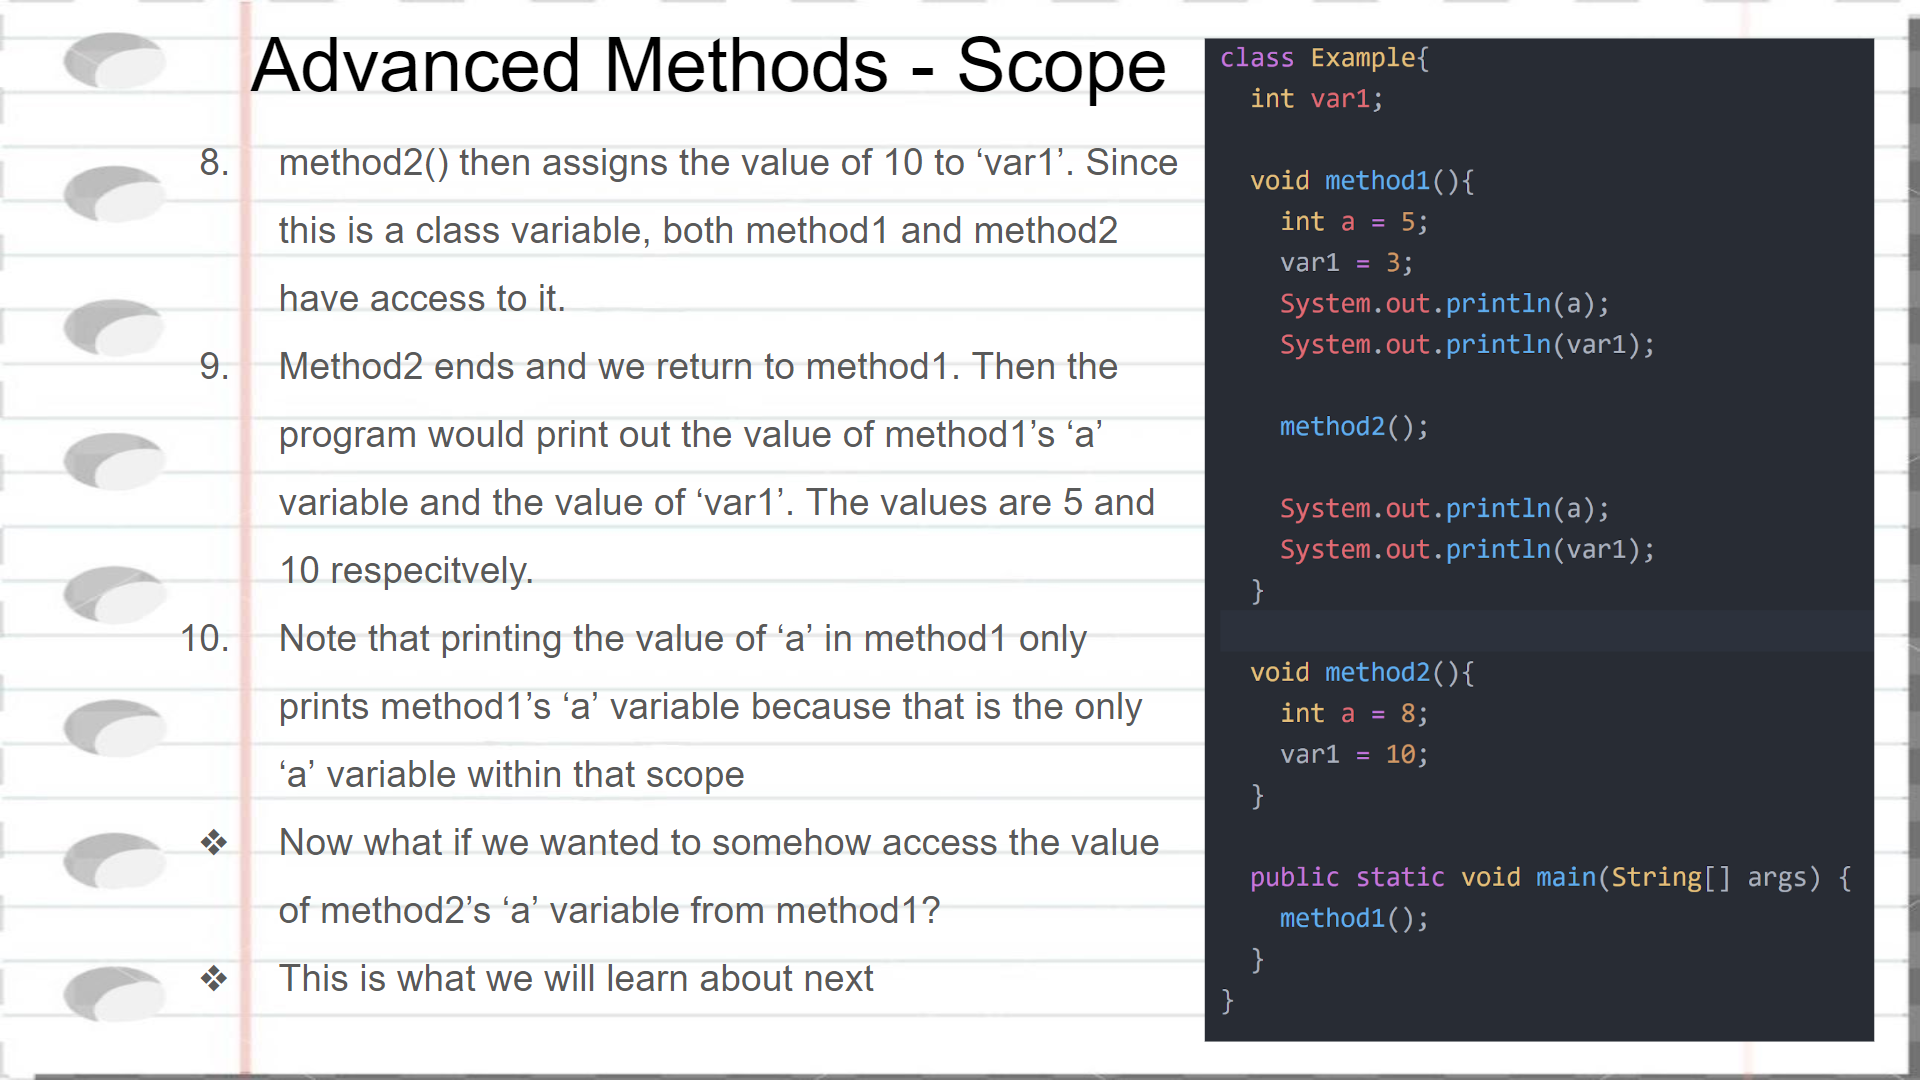 Advanced Methods - Scope
8. method2() then assigns the value of 10 to ‘var1’. Since
this is a class variable, both method1 and method2
have access to it.
9. Method2 ends and we return to method1. Then the
program would print out the value of method1’s ‘a’
variable and the value of ‘var1’. The values are 5 and
10 respecitvely.
10. Note that printing the value of ‘a’ in method1 only
prints method1’s ‘a’ variable because that is the only
‘a’ variable within that scope
❖ Now what if we wanted to somehow access the value
of method2’s ‘a’ variable from method1?
❖ This is what we will learn about next
class Example{
int var1;
void method1(){
int a = 5;
var1 = 3;
System.out.println(a);
System.out.println(var1);
method2();
System.out.println(a);
System.out.println(var1);
}
void method2(){
int a = 8;
var1 = 10;
}
public static void main(String[] args) {
method1();
}
}